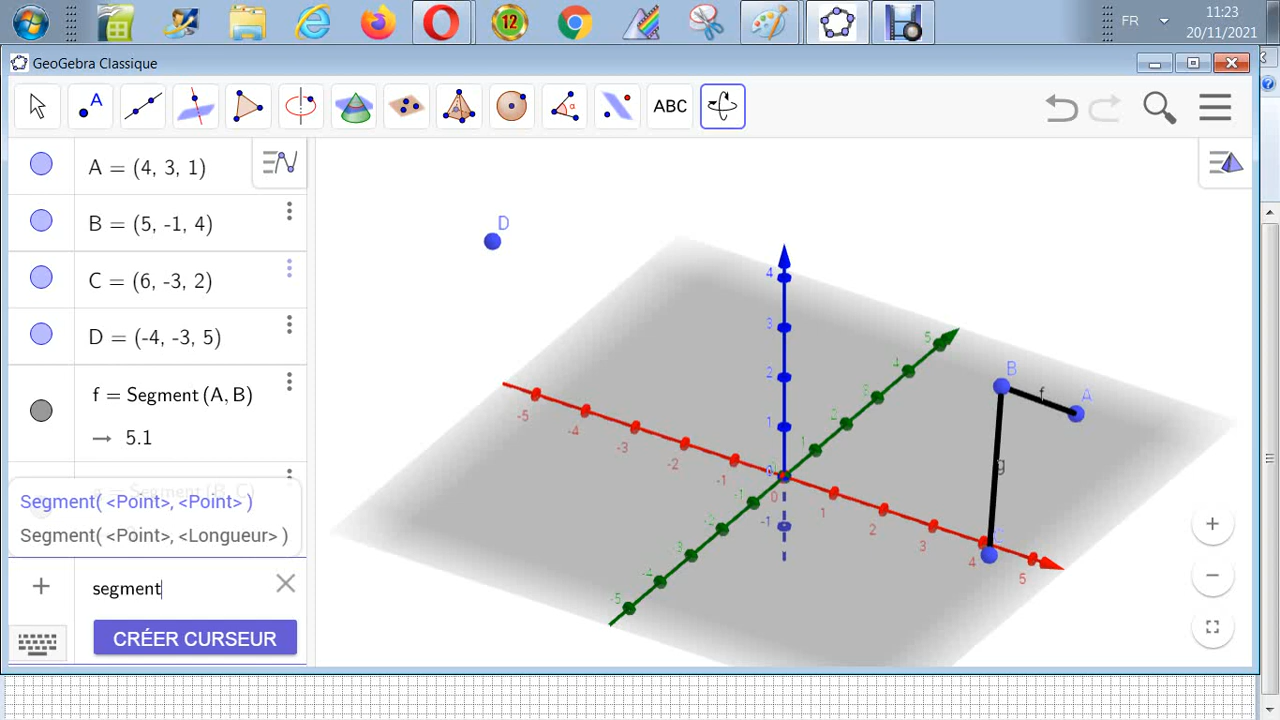 12
FR
11:23
20/11/2021
GeoGebra Classique
A
ABC
A = (4, 3, 1)
B = (5, -1, 4)
C = (6, -3, 2)
D = (-4, -3, 5)
f = Segment (A, B)
→ 5.1
Segment( <Point>, <Point> )
Segment( <Point>, <Longueur> )
+
segment
CRÉER CURSEUR
D
4
3
2
1
0
-1
-5
-4
-3
-2
-1
0
1
2
3
4
5
5
4
3
2
1
-1
-2
-3
-4
-5
B
f
A
g
C